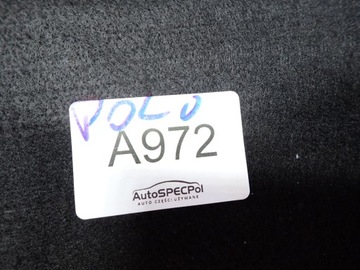 POLO
A972
AutoSPECPol
AUTO CZĘŚCI UŻYWANE